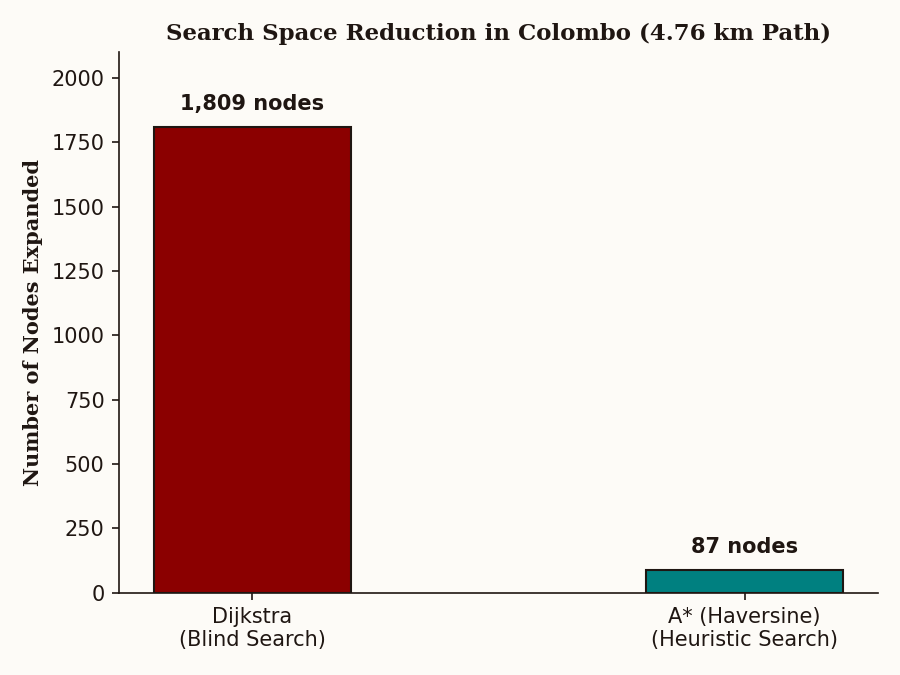 Search Space Reduction in Colombo (4.76 km Path)
Number of Nodes Expanded
2000
1750
1500
1250
1000
750
500
250
0
1,809 nodes
87 nodes
Dijkstra
(Blind Search)
A* (Haversine)
(Heuristic Search)